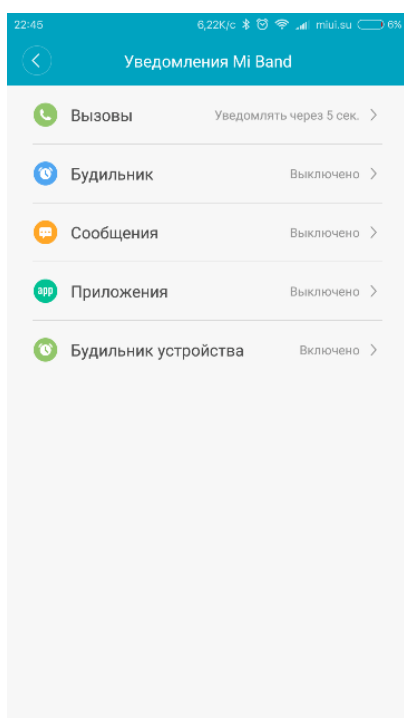 22:45 6,22K/c miui.su 6%
Уведомления Mi Band
Вызовы Уведомлять через 5 сек.
Будильник Выключено
Сообщения Выключено
app Приложения Выключено
Будильник устройства Включено